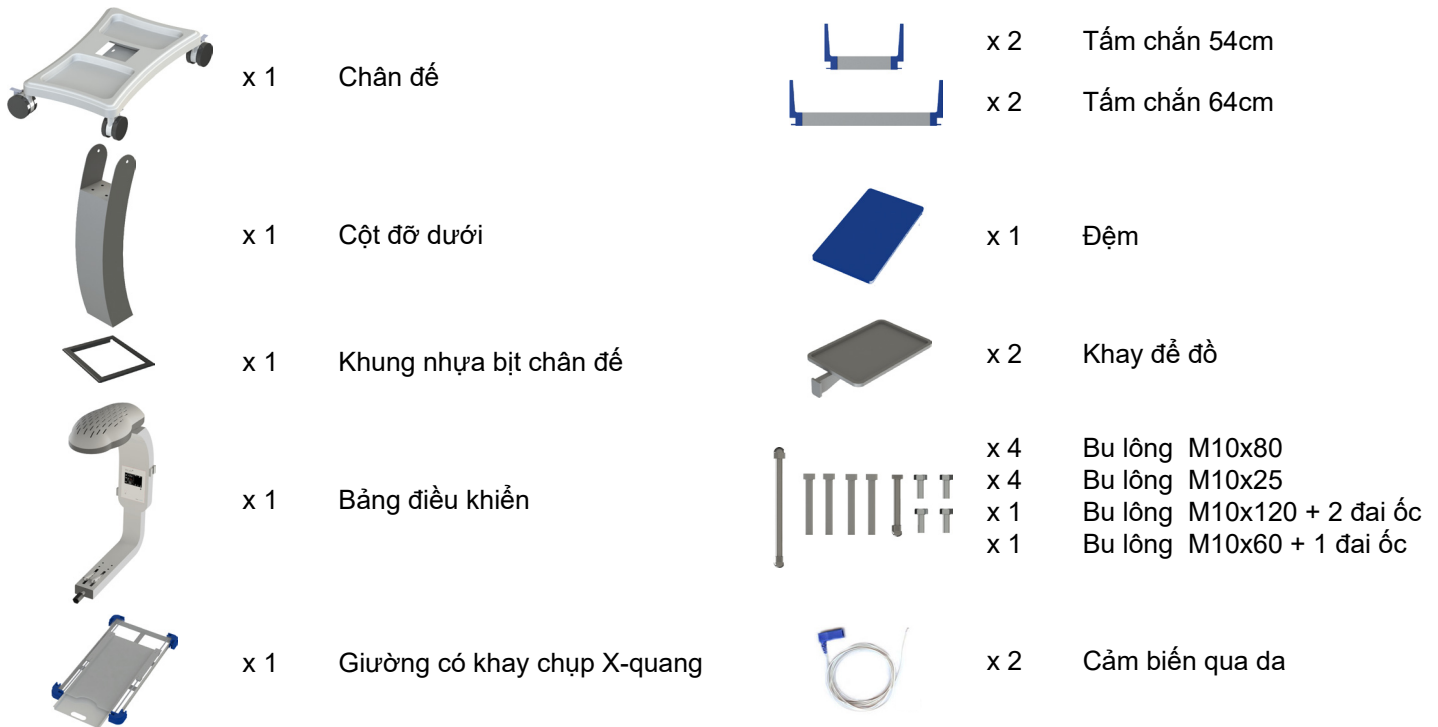 x 1 Chân đế
x 1 Cột đỡ dưới
x 1 Khung nhựa bịt chân đế
x 1 Bảng điều khiển
x 1 Giường có khay chụp X-quang
x 2 Tấm chắn 54cm
x 2 Tấm chắn 64cm
x 1 Đệm
x 2 Khay để đồ
x 4 Bu lông M10x80
x 4 Bu lông M10x25
x 1 Bu lông M10x120 + 2 đai ốc
x 1 Bu lông M10x60 + 1 đai ốc
x 2 Cảm biến qua da